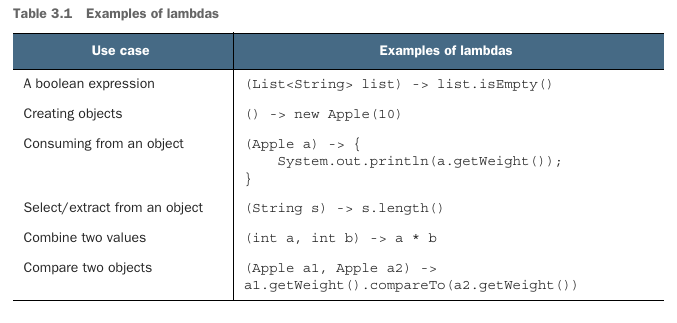 Table 3.1 Examples of lambdas
Use case Examples of lambdas
A boolean expression (List<String> list) -> list.isEmpty()
Creating objects () -> new Apple(10)
Consuming from an object (Apple a) -> {
System.out.println(a.getWeight());
}
Select/extract from an object (String s) -> s.length()
Combine two values (int a, int b) -> a * b
Compare two objects (Apple a1, Apple a2) ->
a1.getWeight().compareTo(a2.getWeight())